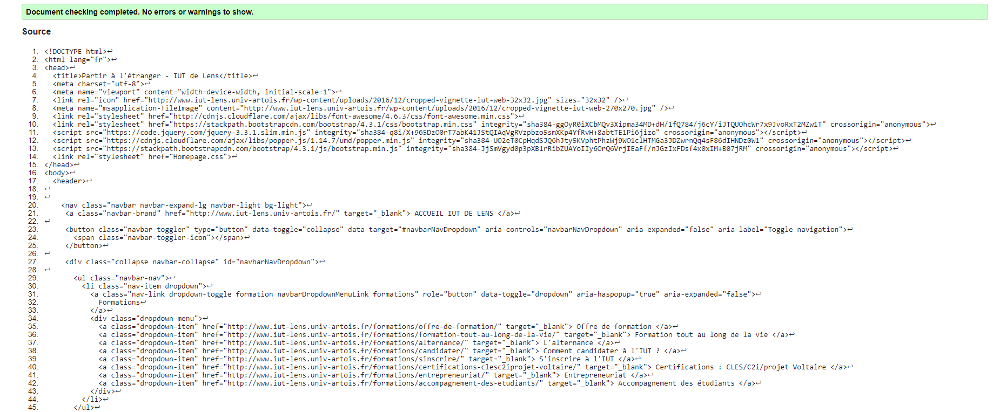 Document checking completed. No errors or warnings to show.
Source
1. <!DOCTYPE html>↩
2. <html lang="fr">↩
3. <head>↩
4. <title>Partir à l'étranger - IUT de Lens</title>↩
5. <meta charset="utf-8">↩
6. <meta name="viewport" content="width=device-width, initial-scale=1">↩
7. <link rel="icon" href="http://www.iut-lens.univ-artois.fr/wp-content/uploads/2016/12/cropped-vignette-iut-web-32x32.jpg" sizes="32x32" />↩
8. <meta name="msapplication-TileImage" content="http://www.iut-lens.univ-artois.fr/wp-content/uploads/2016/12/cropped-vignette-iut-web-270x270.jpg" />↩
9. <link rel="stylesheet" href="http://cdnjs.cloudflare.com/ajax/libs/font-awesome/4.6.3/css/font-awesome.min.css">↩
10. <link rel="stylesheet" href="https://stackpath.bootstrapcdn.com/bootstrap/4.3.1/css/bootstrap.min.css" integrity="sha384-ggOyR0iXCbMQv3Xipma34MD+dH/1fQ784/j6cY/iJTQUOhcWr7x9JvoRxT2MZw1T" crossorigin="anonymous">↩
11. <script src="https://code.jquery.com/jquery-3.3.1.slim.min.js" integrity="sha384-q8i/X+965DzO0rT7abK41JStQIAqVgRVzpbzo5smXKp4YfRvH+8abtTE1Pi6jizo" crossorigin="anonymous"></script>↩
12. <script src="https://cdnjs.cloudflare.com/ajax/libs/popper.js/1.14.7/umd/popper.min.js" integrity="sha384-UO2eT0CpHqdSJQ6hJty5KVphtPhzWj9WO1clHTMGa3JDZwrnQq4sF86dIHNDz0W1" crossorigin="anonymous"></script>↩
13. <script src="https://stackpath.bootstrapcdn.com/bootstrap/4.3.1/js/bootstrap.min.js" integrity="sha384-JjSmVgyd0p3pXB1rRibZUAYoIIy6OrQ6VrjIEaFf/nJGzIxFDsf4x0xIM+B07jRM" crossorigin="anonymous"></script>↩
14. <link rel="stylesheet" href="Homepage.css">↩
15. </head>↩
16. <body>↩
17. <header>↩
18. ↩
19. ↩
20. <nav class="navbar navbar-expand-lg navbar-light bg-light">↩
21. <a class="navbar-brand" href="http://www.iut-lens.univ-artois.fr/" target="_blank"> ACCUEIL IUT DE LENS </a>↩
22. ↩
23. <button class="navbar-toggler" type="button" data-toggle="collapse" data-target="#navbarNavDropdown" aria-controls="navbarNavDropdown" aria-expanded="false" aria-label="Toggle navigation">↩
24. <span class="navbar-toggler-icon"></span>↩
25. </button>↩
26. ↩
27. <div class="collapse navbar-collapse" id="navbarNavDropdown">↩
28. ↩
29. <ul class="navbar-nav">↩
30. <li class="nav-item dropdown">↩
31. <a class="nav-link dropdown-toggle formation navbarDropdownMenuLink formations" role="button" data-toggle="dropdown" aria-haspopup="true" aria-expanded="false">↩
32. Formations↩
33. </a>↩
34. <div class="dropdown-menu">↩
35. <a class="dropdown-item" href="http://www.iut-lens.univ-artois.fr/formations/offre-de-formation/" target="_blank"> Offre de formation </a>↩
36. <a class="dropdown-item" href="http://www.iut-lens.univ-artois.fr/formations/formation-tout-au-long-de-la-vie/" target="_blank"> Formation tout au long de la vie </a>↩
37. <a class="dropdown-item" href="http://www.iut-lens.univ-artois.fr/formations/alternance/" target="_blank"> L'alternance </a>↩
38. <a class="dropdown-item" href="http://www.iut-lens.univ-artois.fr/formations/candidater/" target="_blank"> Comment candidater à l'IUT ? </a>↩
39. <a class="dropdown-item" href="http://www.iut-lens.univ-artois.fr/formations/sinscrire/" target="_blank"> S'inscrire à l'IUT </a>↩
40. <a class="dropdown-item" href="http://www.iut-lens.univ-artois.fr/formations/certifications-clesc2iprojet-voltaire/" target="_blank"> Certifications : CLES/C2i/projet Voltaire </a>↩
41. <a class="dropdown-item" href="http://www.iut-lens.univ-artois.fr/formations/entrepreneuriat/" target="_blank"> Entrepreneuriat </a>↩
42. <a class="dropdown-item" href="http://www.iut-lens.univ-artois.fr/formations/accompagnement-des-etudiants/" target="_blank"> Accompagnement des étudiants </a>↩
43. </div>↩
44. </li>↩
45. </ul>↩